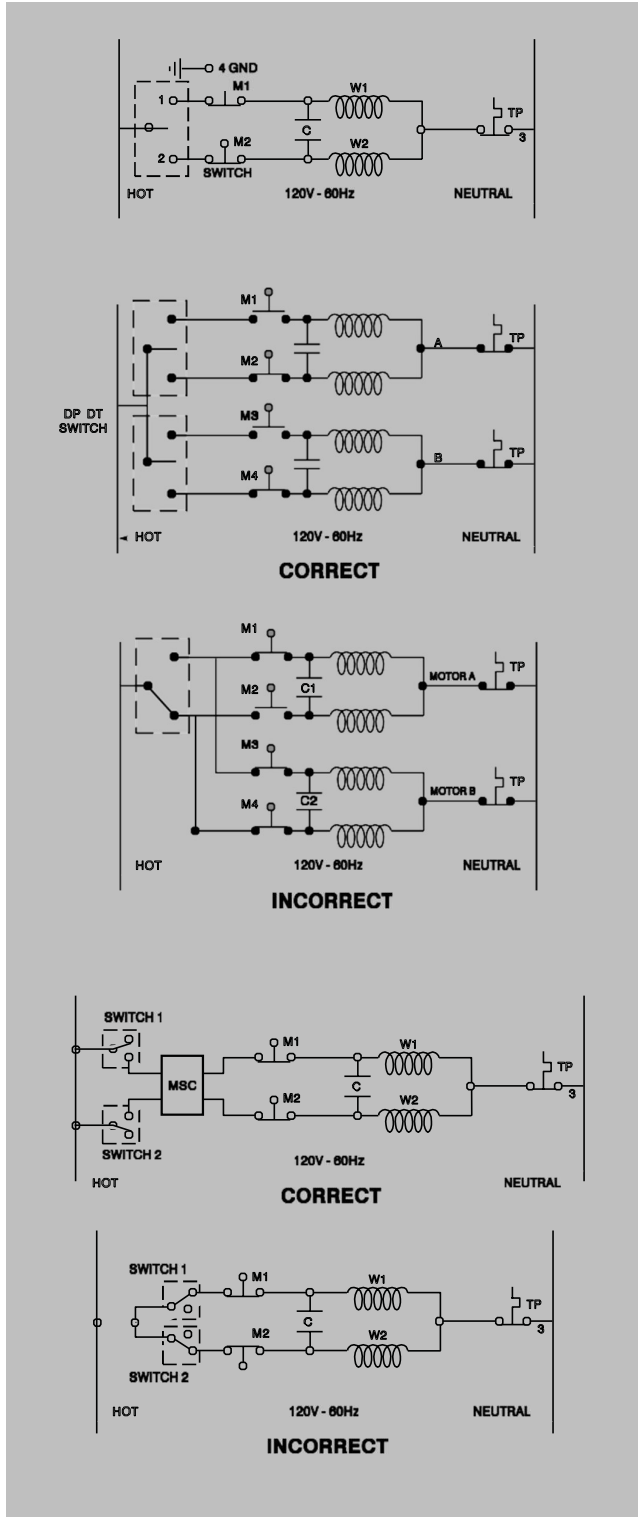 4 GND
M1
W1
1
C
TP
2
M2
W2
3
SWITCH
HOT
120V - 60Hz
NEUTRAL
M1
M2
A
TP
DP DT
SWITCH
M3
M4
B
TP
HOT
120V - 60Hz
NEUTRAL
CORRECT
M1
M2
C1
MOTOR A
TP
M3
M4
C2
MOTOR B
TP
HOT
120V - 60Hz
NEUTRAL
INCORRECT
SWITCH 1
M1
W1
MSC
C
TP
M2
W2
3
SWITCH 2
120V - 60Hz
HOT
NEUTRAL
CORRECT
SWITCH 1
M1
W1
C
TP
M2
W2
3
SWITCH 2
HOT
120V - 60Hz
NEUTRAL
INCORRECT